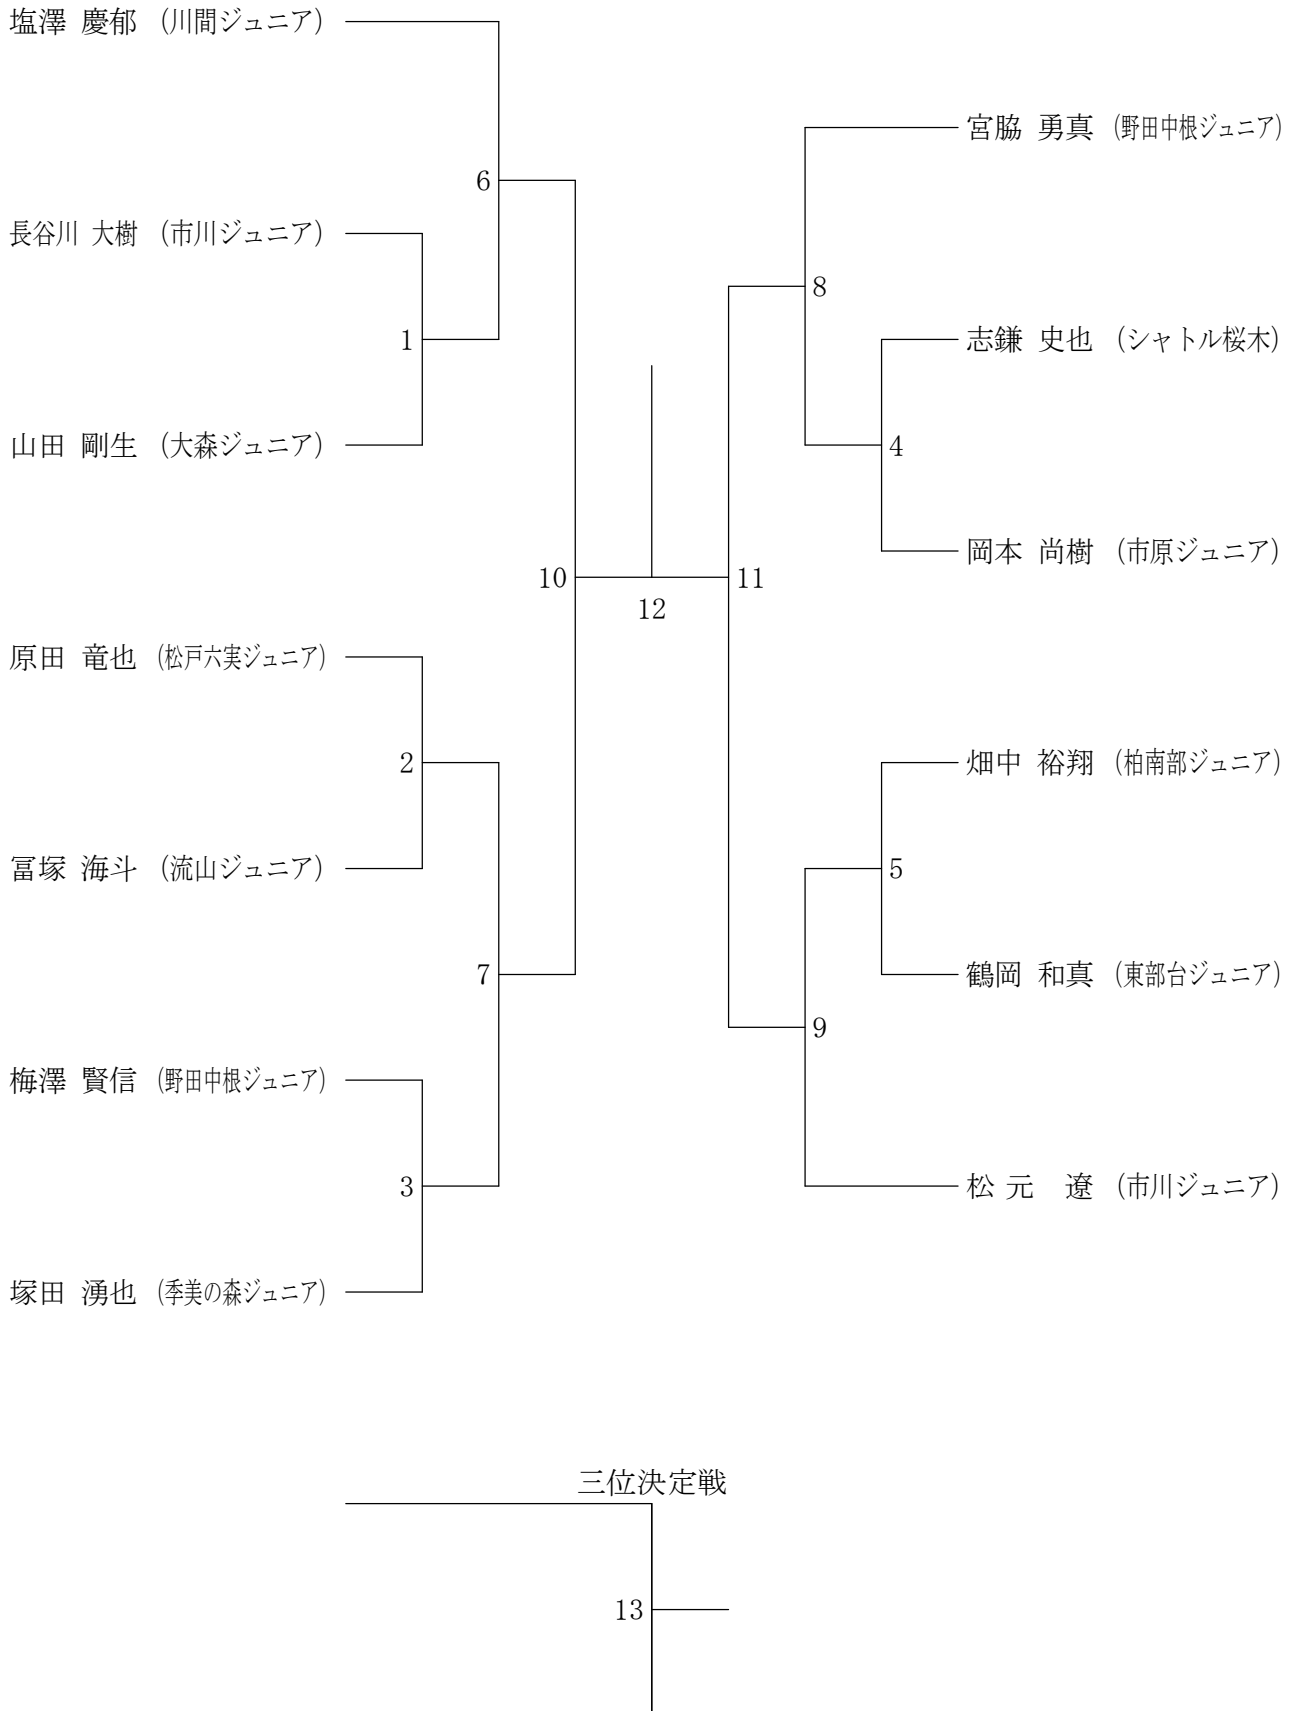 塩澤 慶郁 (川間ジュニア)
長谷川 大樹 (市川ジュニア)
山田 剛生 (大森ジュニア)
原田 竜也 (松戸六実ジュニア)
冨塚 海斗 (流山ジュニア)
梅澤 賢信 (野田中根ジュニア)
塚田 湧也 (季美の森ジュニア)
6
1
10
2
7
3
12
宮脇 勇真 (野田中根ジュニア)
志鎌 史也 (シャトル桜木)
岡本 尚樹 (市原ジュニア)
畑中 裕翔 (柏南部ジュニア)
鶴岡 和真 (東部台ジュニア)
松元 遼 (市川ジュニア)
8
4
11
5
9
三位決定戦
13